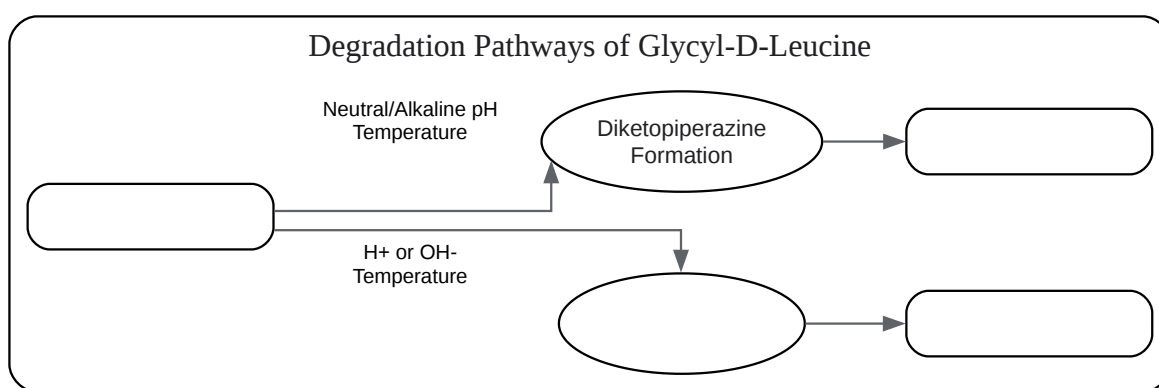 Degradation Pathways of Glycyl-D-Leucine
Neutral/Alkaline pH
Temperature
Diketopiperazine
Formation
H+ or OH-
Temperature